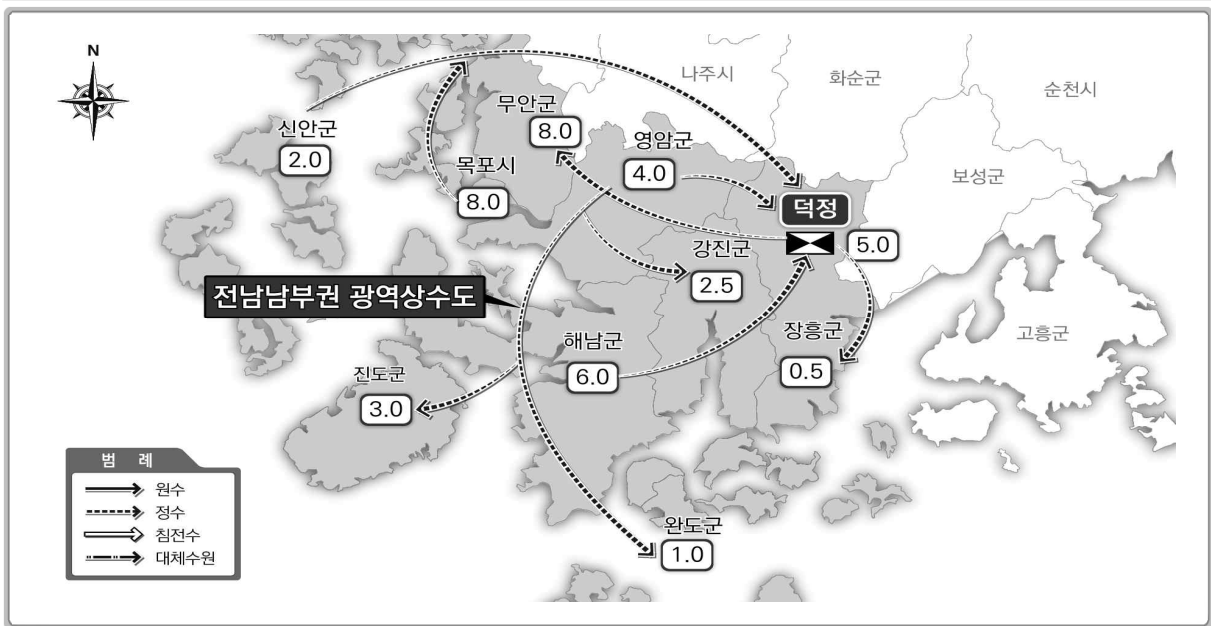 N
나주시
화순군
순천시
무안군
8.0
신안군
2.0
영암군
4.0
목포시
8.0
보성군
덕정
5.0
강진군
2.5
전남남부권 광역상수도
해남군
6.0
장흥군
0.5
고흥군
진도군
3.0
완도군
1.0
범 례
원수
정수
침전수
대체수원